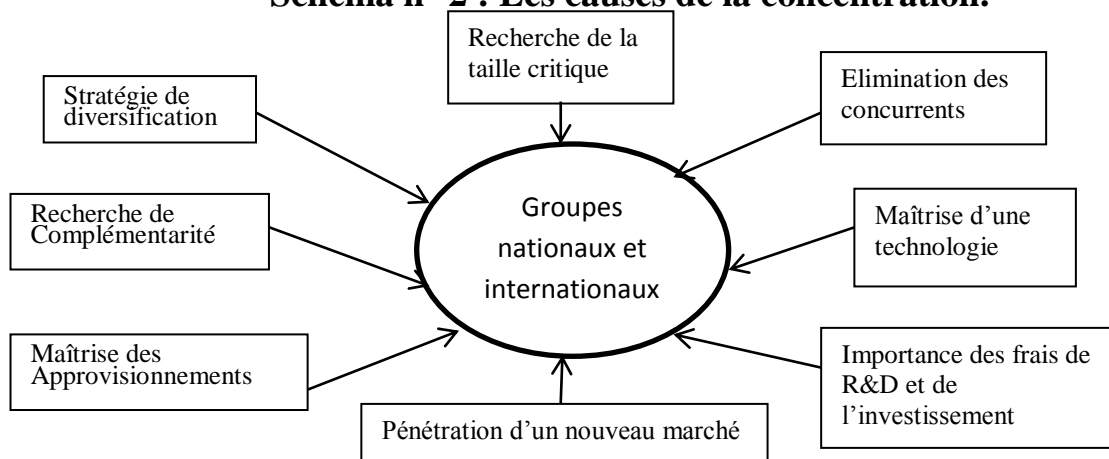 Schéma n° 2 : Les causes de la concentration.
Recherche de la
taille critique
Stratégie de
diversification
Elimination des
concurrents
Groupes
nationaux et
internationaux
Recherche de
Complémentarité
Maîtrise d’une
technologie
Maîtrise des
Approvisionnements
Importance des frais de
R&D et de
l’investissement
Pénétration d’un nouveau marché